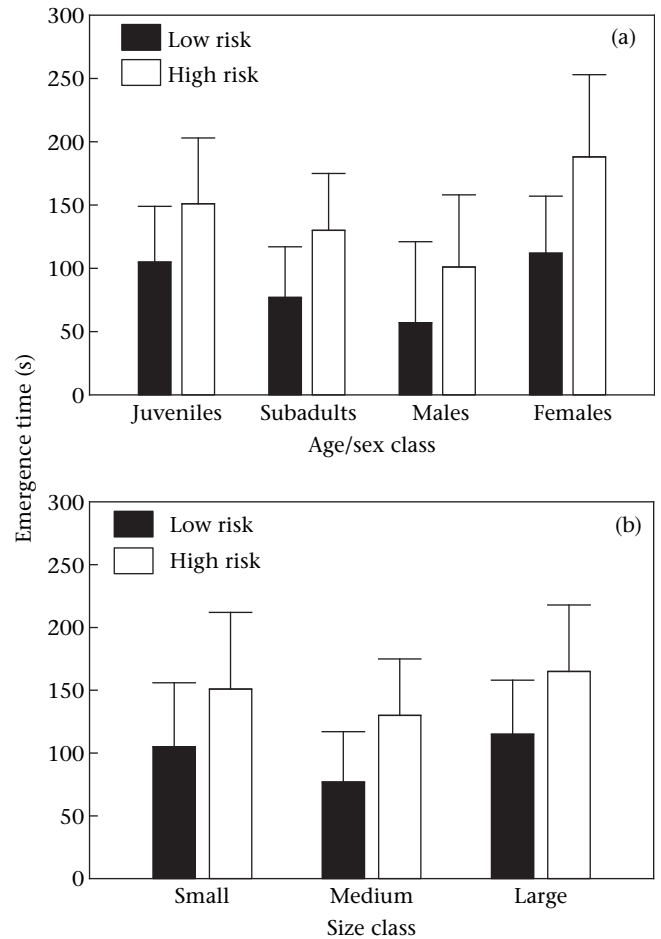 Emergence time (s)
300
250
200
150
100
50
0
Low risk
High risk
(a)
Juveniles Subadults Males Females
Age/sex class
300
250
200
150
100
50
0
Low risk
High risk
(b)
Small Medium Large
Size class